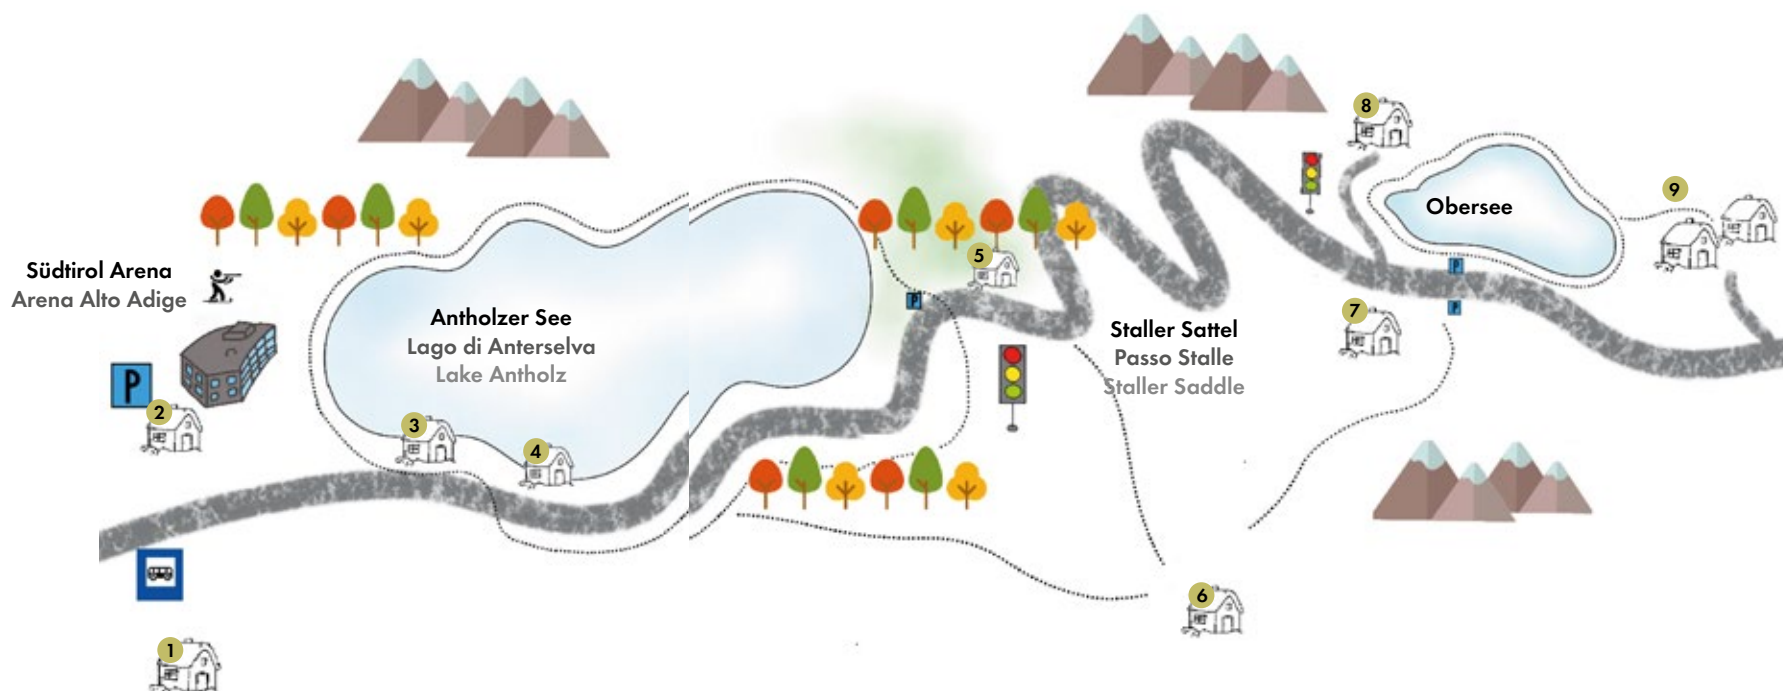 Südtirol Arena
Arena Alto Adige
P
2
1
Antholzer See
Lago di Anterselva
Lake Antholz
3
4
5
P
Staller Sattel
Passo Stalle
Staller Saddle
6
8
Obersee
9
P
P
7